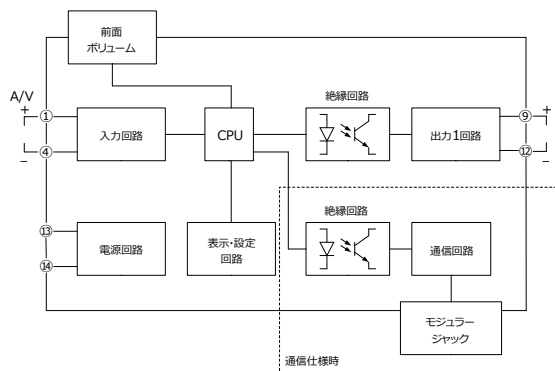 前面
ボリューム
A/V
+
①
④
−
入力回路
CPU
絶縁回路
出力1回路
⑨
+
⑫
−
⑬
⑭
電源回路
表示・設定
回路
絶縁回路
通信回路
モジュラー
ジャック
通信仕様時